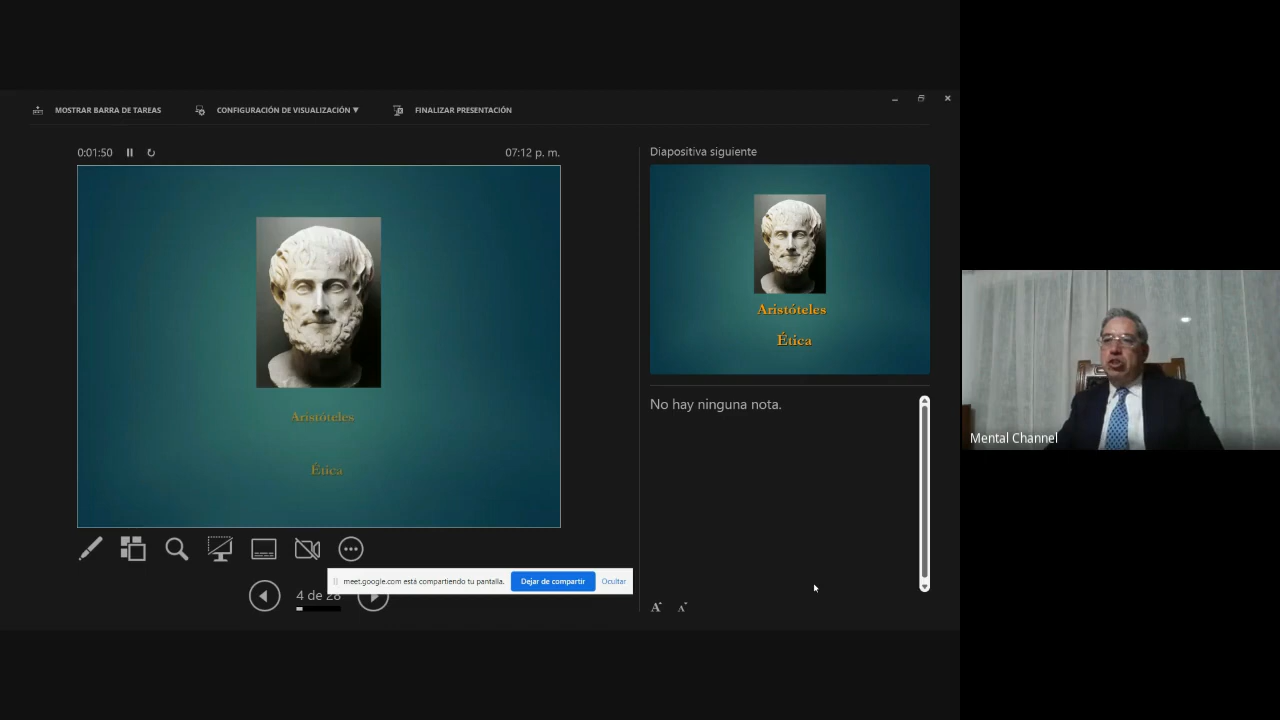 MOSTRAR BARRA DE TAREAS
CONFIGURACIÓN DE VISUALIZACIÓN ▼
FINALIZAR PRESENTACIÓN
0:01:50
07:12 p. m.
Aristóteles
Ética
Diapositiva siguiente
Aristóteles
Ética
No hay ninguna nota.
meet.google.com está compartiendo tu pantalla.
Dejar de compartir
Ocultar
4 de 28
A
A
Mental Channel